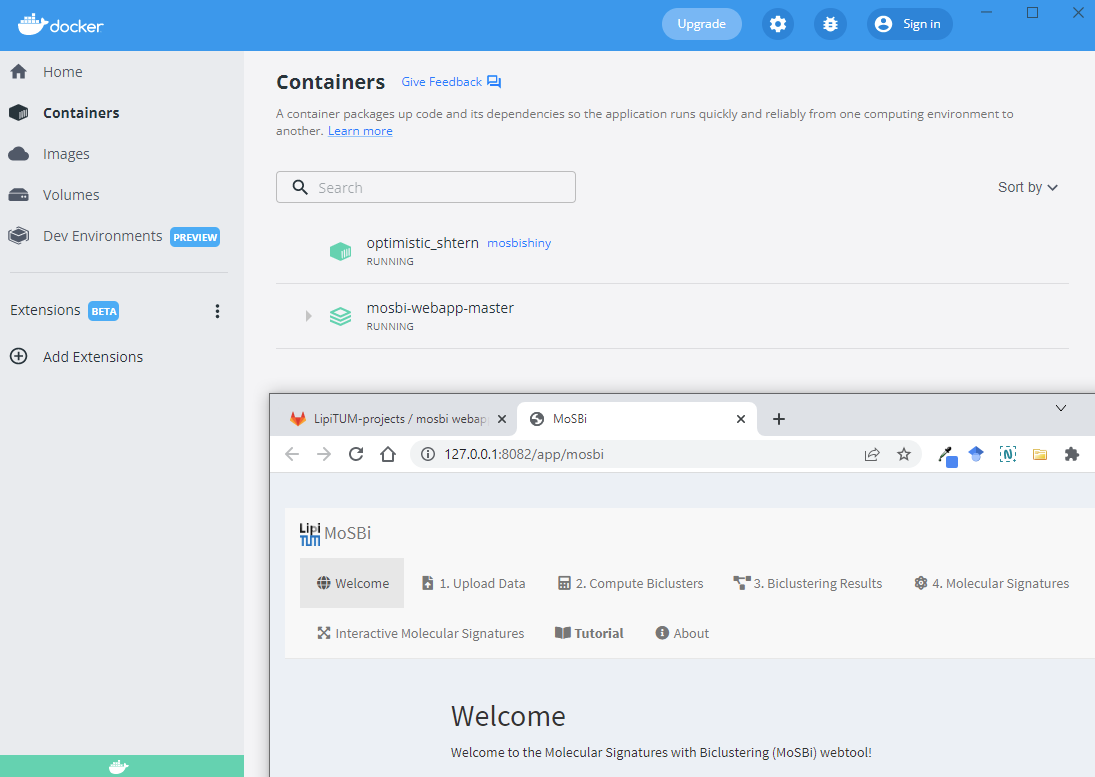 docker
Upgrade
Sign in
Home
Containers
Images
Volumes
Dev Environments PREVIEW
Extensions BETA
Add Extensions
Containers Give Feedback
A container packages up code and its dependencies so the application runs quickly and reliably from one computing environment to
another. Learn more
Search
Sort by
optimistic_shtern mosbishiny
RUNNING
mosbi-webapp-master
RUNNING
LipiTUM-projects / mosbi webapp
MoSBi
127.0.0.1:8082/app/mosbi
Lipi
TUM
MoSBi
Welcome
1. Upload Data
2. Compute Biclusters
3. Biclustering Results
4. Molecular Signatures
Interactive Molecular Signatures
Tutorial
About
Welcome
Welcome to the Molecular Signatures with Biclustering (MoSBi) webtool!